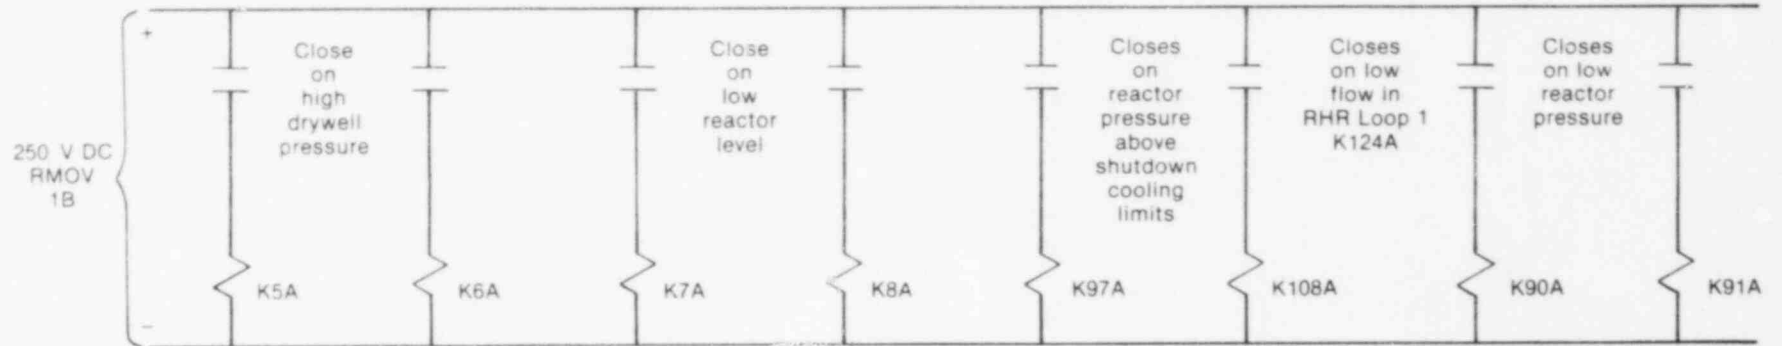 250 V DC
RMOV
1B
+
−
Close
on
high
drywell
pressure
Close
on
low
reactor
level
Closes
on
reactor
pressure
above
shutdown
cooling
limits
Closes
on low
flow in
RHR Loop 1
K124A
Closes
on low
reactor
pressure
K5A
K6A
K7A
K8A
K97A
K108A
K90A
K91A